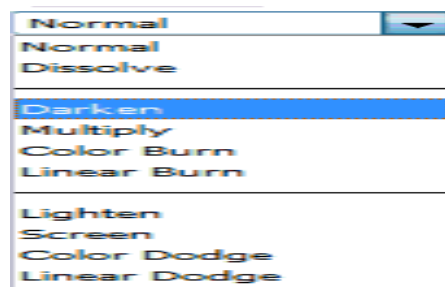 Normal
Normal
Dissolve
Darken
Multiply
Color Burn
Linear Burn
Lighten
Screen
Color Dodge
Linear Dodge